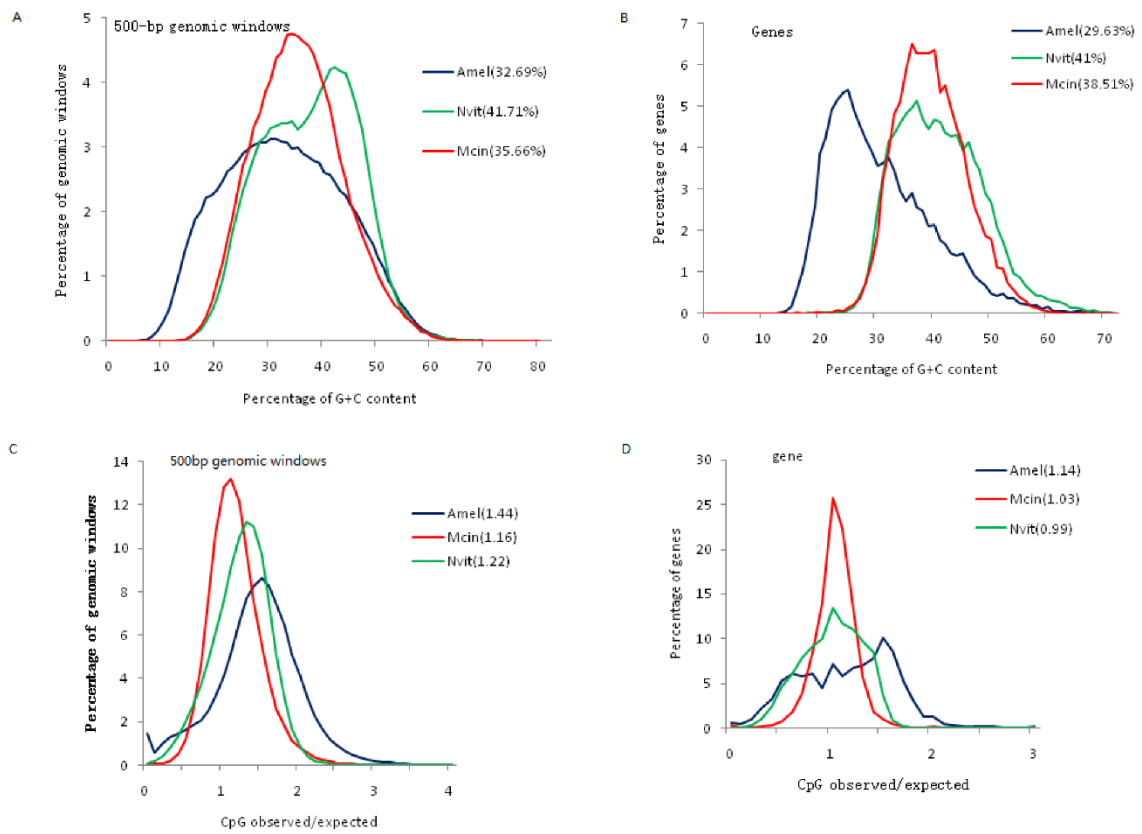 A
500-bp genomic windows
5
4
3
2
1
0
Percentage of genomic windows
Amel(32.69%)
Nvit(41.71%)
Mcin(35.66%)
0 10 20 30 40 50 60 70 80
Percentage of G+C content
B
Genes
7
6
5
4
3
2
1
0
Percentage of genes
Amel(29.63%)
Nvit(41%)
Mcin(38.51%)
0 10 20 30 40 50 60 70
Percentage of G+C content
C
500bp genomic windows
14
12
10
8
6
4
2
0
Percentage of genomic windows
Amel(1.44)
Mcin(1.16)
Nvit(1.22)
0 1 2 3 4
CpG observed/expected
D
gene
30
25
20
15
10
5
0
Percentage of genes
Amel(1.14)
Mcin(1.03)
Nvit(0.99)
0 1 2 3
CpG observed/expected